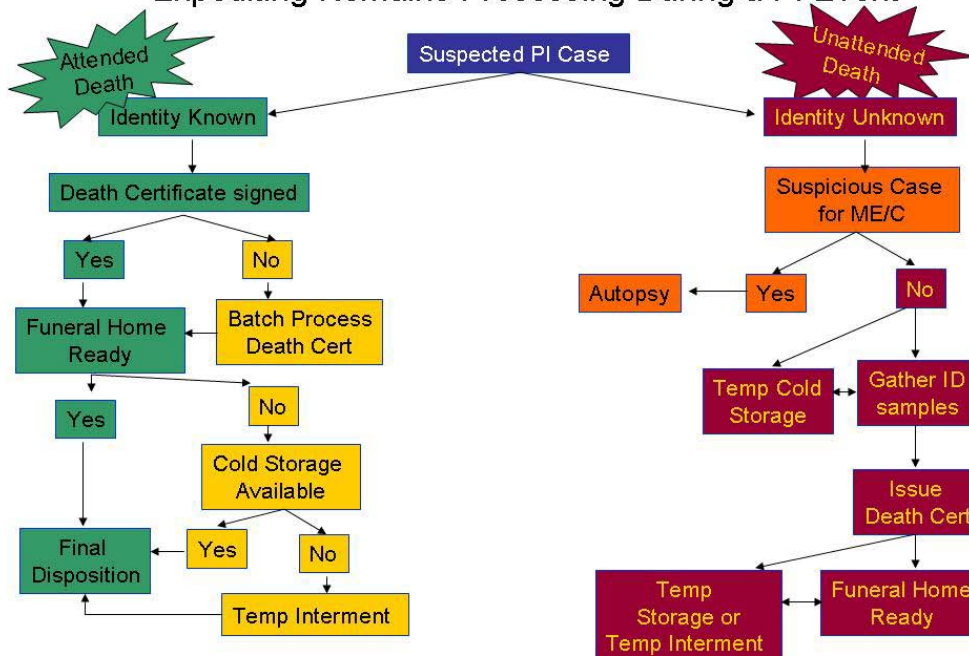 Suspected PI Case
Attended
Death
Identity Known
Death Certificate signed
Yes
No
Funeral Home
Ready
Batch Process
Death Cert
Yes
No
Cold Storage
Available
Final
Disposition
Yes
No
Temp Interment
Unattended
Death
Identity Unknown
Suspicious Case
for ME/C
Autopsy
Yes
No
Temp Cold
Storage
Gather ID
samples
Issue
Death Cert
Temp
Storage or
Temp Interment
Funeral Home
Ready